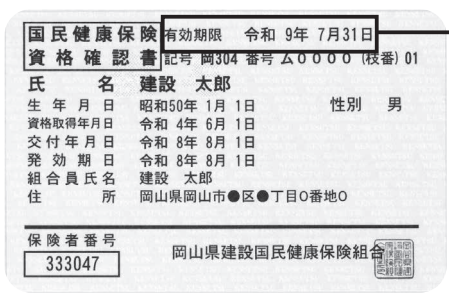 国民健康保険 有効期限 令和 9年 7月31日
資格確認書 記号 岡304 番号 ム0000 (枝番) 01
氏名 建設 太郎
生年月日 昭和50年 1月 1日 性別 男
資格取得年月日 令和 4年 6月 1日
交付年月日 令和 8年 8月 1日
発効期日 令和 8年 8月 1日
組合員氏名 建設 太郎
住所 岡山県岡山市●区●丁目0番地0
保険者番号
333047
岡山県建設国民健康保険組合